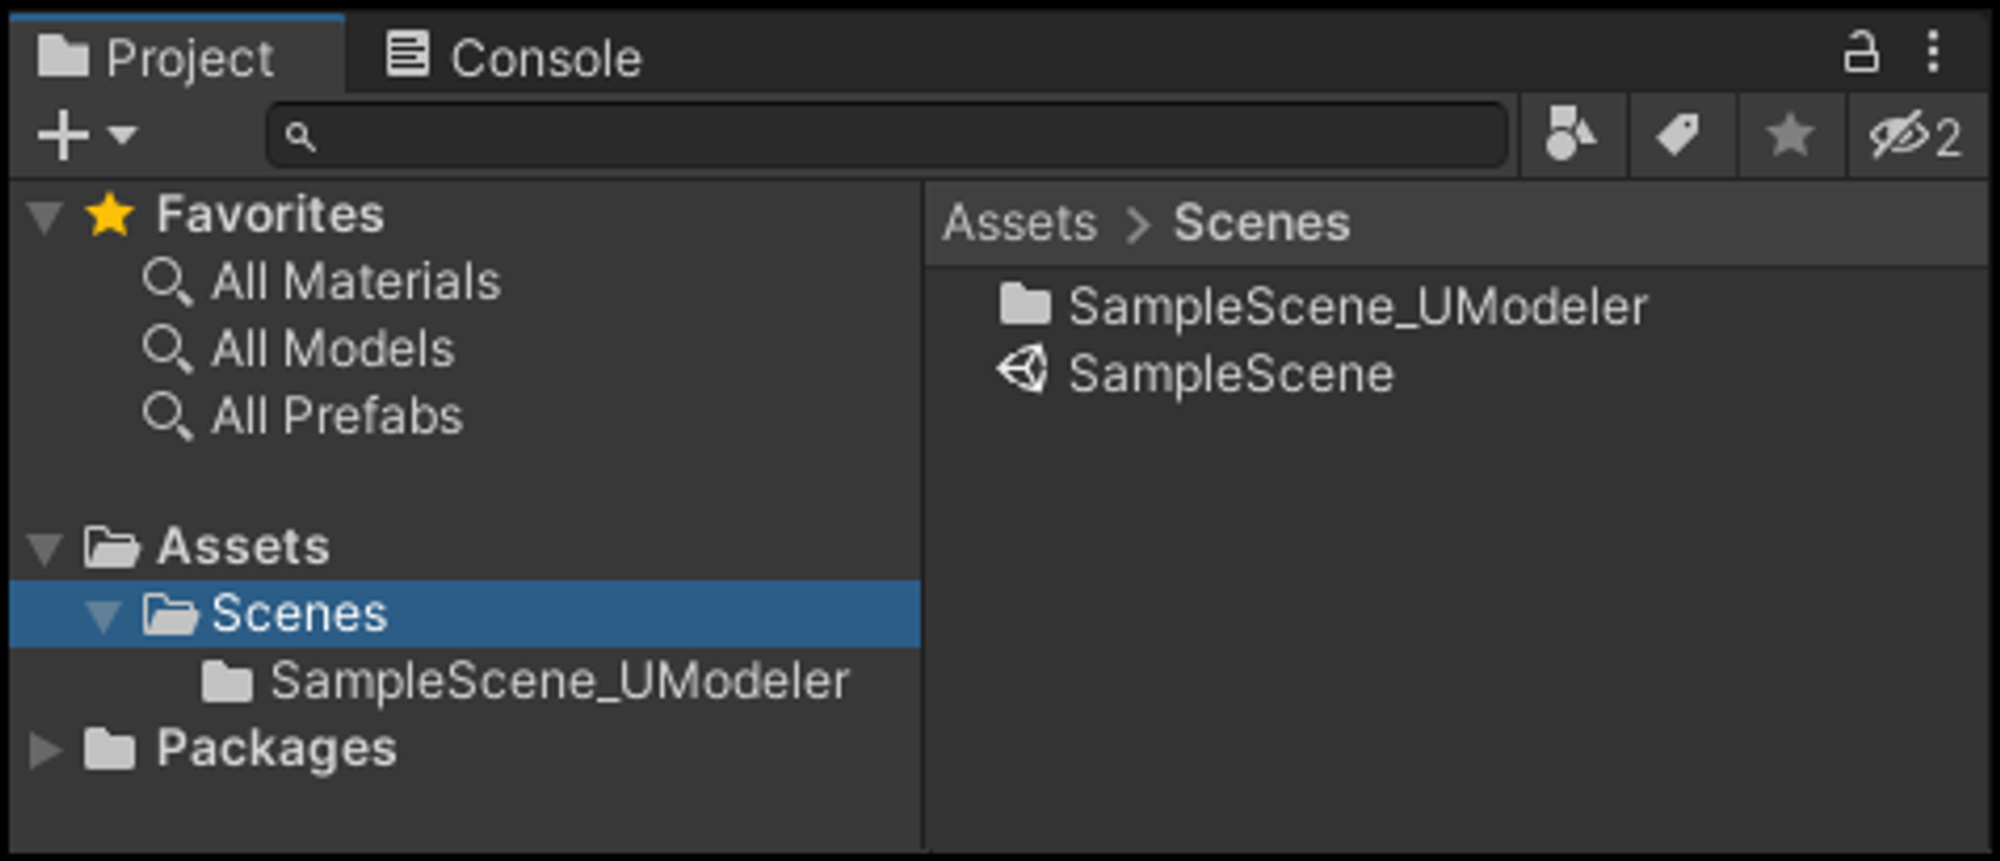 Project
Console
2
Favorites
All Materials
All Models
All Prefabs
Assets
Scenes
SampleScene_UModeler
Packages
Assets > Scenes
SampleScene_UModeler
SampleScene